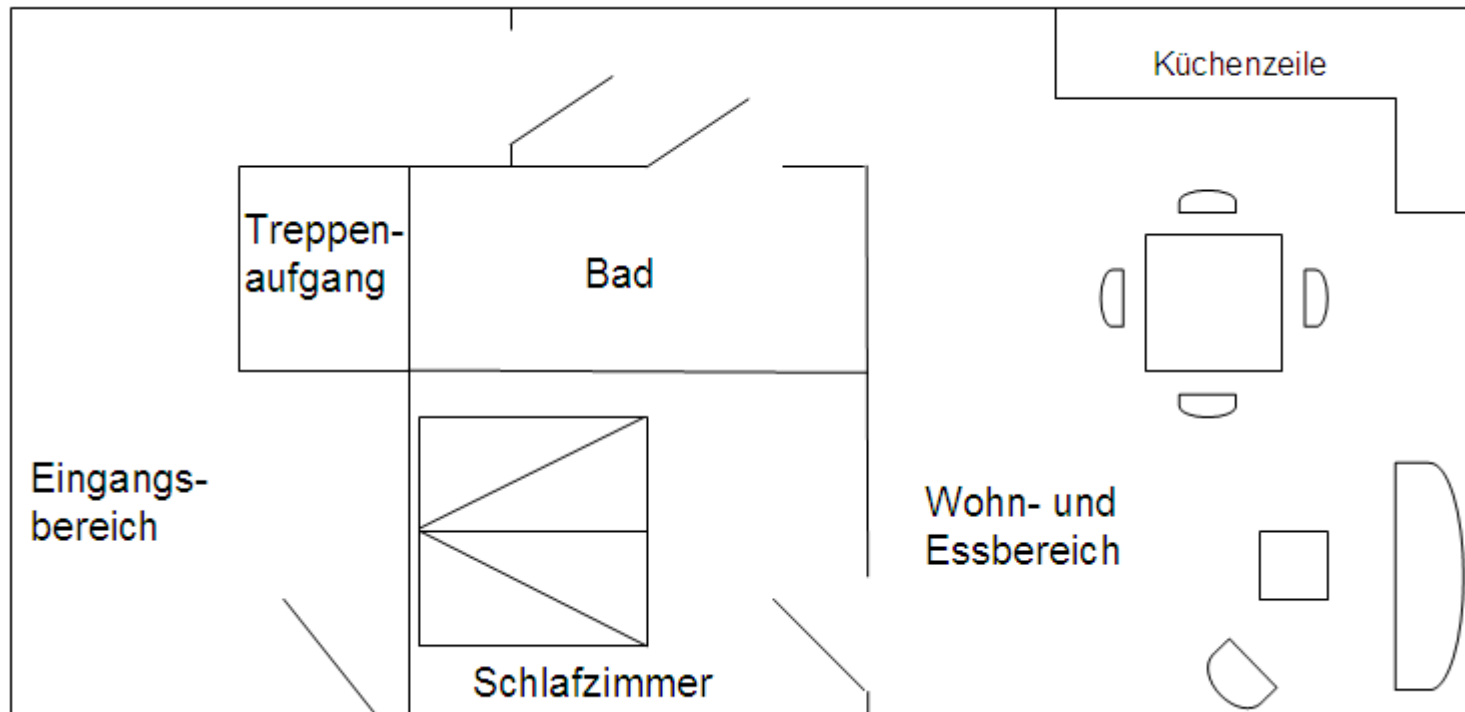 Küchenzeile
Treppen-
aufgang
Bad
Eingangs-
bereich
Wohn- und
Essbereich
Schlafzimmer